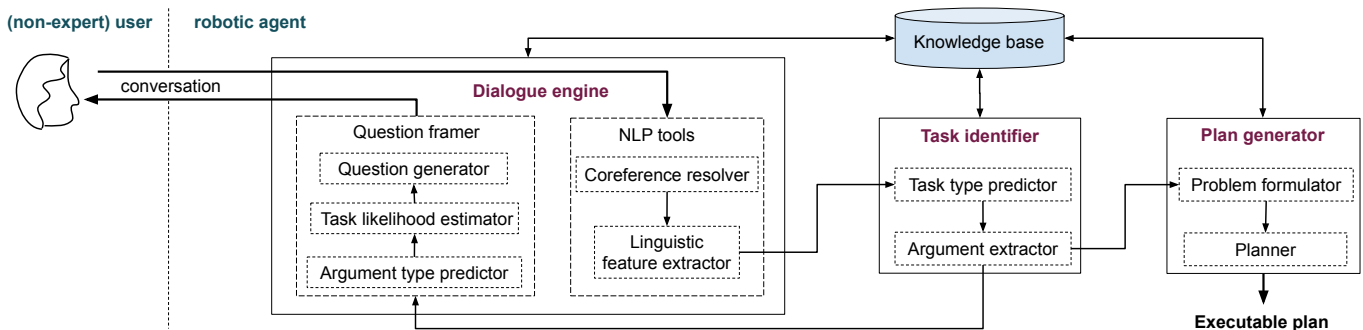 (non-expert) user
robotic agent
Knowledge base
conversation
Dialogue engine
Question framer
Question generator
Task likelihood estimator
Argument type predictor
NLP tools
Coreference resolver
Linguistic
feature extractor
Task identifier
Task type predictor
Argument extractor
Plan generator
Problem formulator
Planner
Executable plan